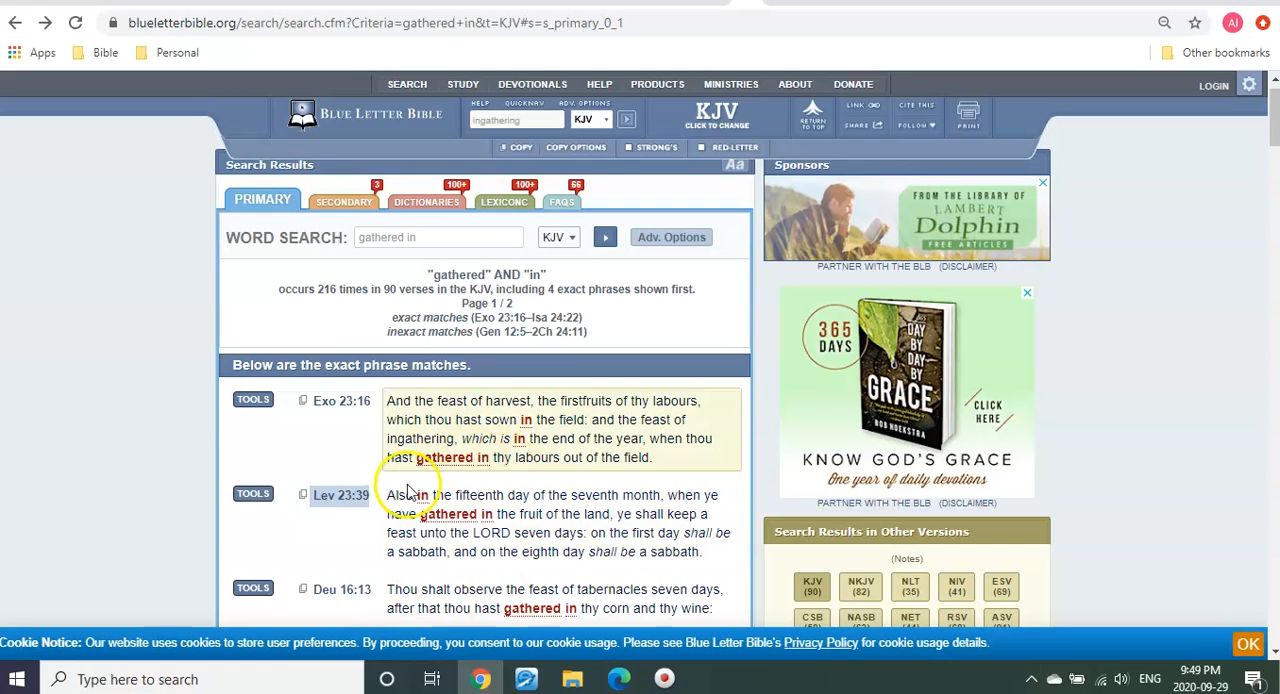 blueletterbible.org/search/search.cfm?Criteria=gathered+in&t=KJV#s=s_primary_0_1
AI
Apps
Bible
Personal
Other bookmarks
SEARCH STUDY DEVOTIONALS HELP PRODUCTS MINISTRIES ABOUT DONATE
LOGIN
BLUE LETTER BIBLE
HELP QUICKNAV ADV. OPTIONS
ingathering
KJV
KJV
CLICK TO CHANGE
RETURN
TO TOP
LINK
CITE THIS
SHARE
FOLLOW
PRINT
COPY COPY OPTIONS STRONG'S RED-LETTER
Search Results
Aa
Sponsors
PRIMARY
SECONDARY
3
DICTIONARIES
100+
LEXICONC
100+
FAQS
66
WORD SEARCH:
gathered in
KJV
Adv. Options
"gathered" AND "in"
occurs 216 times in 90 verses in the KJV, including 4 exact phrases shown first.
Page 1 / 2
exact matches (Exo 23:16–Isa 24:22)
inexact matches (Gen 12:5–2Ch 24:11)
Below are the exact phrase matches.
TOOLS
Exo 23:16
And the feast of harvest, the firstfruits of thy labours,
which thou hast sown in the field: and the feast of
ingathering, which is in the end of the year, when thou
hast gathered in thy labours out of the field.
TOOLS
Lev 23:39
Also in the fifteenth day of the seventh month, when ye
have gathered in the fruit of the land, ye shall keep a
feast unto the LORD seven days: on the first day shall be
a sabbath, and on the eighth day shall be a sabbath.
TOOLS
Deu 16:13
Thou shalt observe the feast of tabernacles seven days,
after that thou hast gathered in thy corn and thy wine:
FROM THE LIBRARY OF
LAMBERT
Dolphin
FREE ARTICLES
PARTNER WITH THE BLB (DISCLAIMER)
365
DAYS
DAY BY
DAY BY
GRACE
BOB HOEKSTRA
CLICK
HERE
KNOW GOD'S GRACE
PARTNER WITH THE BLB (DISCLAIMER)
Search Results in Other Versions
(Notes)
KJV
(90)
NKJV
(82)
NLT
(35)
NIV
(41)
ESV
(69)
CSB
NASB
NET
RSV
ASV
Cookie Notice: Our website uses cookies to store user preferences. By proceeding, you consent to our cookie usage. Please see Blue Letter Bible's Privacy Policy for cookie usage details.
OK
Type here to search
ENG
9:49 PM
2020-09-29
1